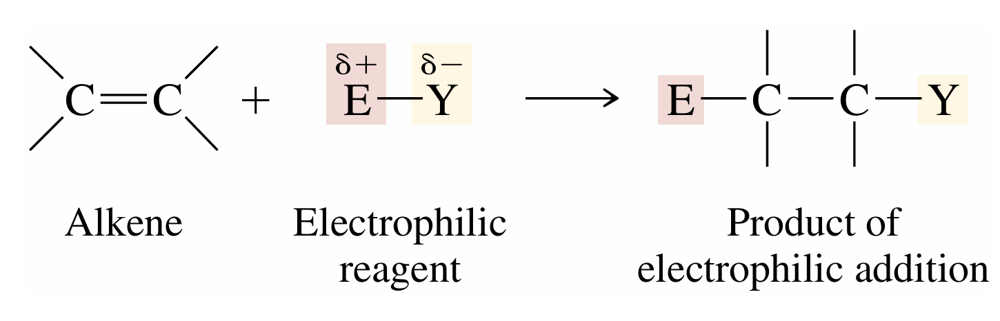 δ+ δ−
C=C + E—Y → E—C—C—Y
Alkene Electrophilic Product of
reagent electrophilic addition